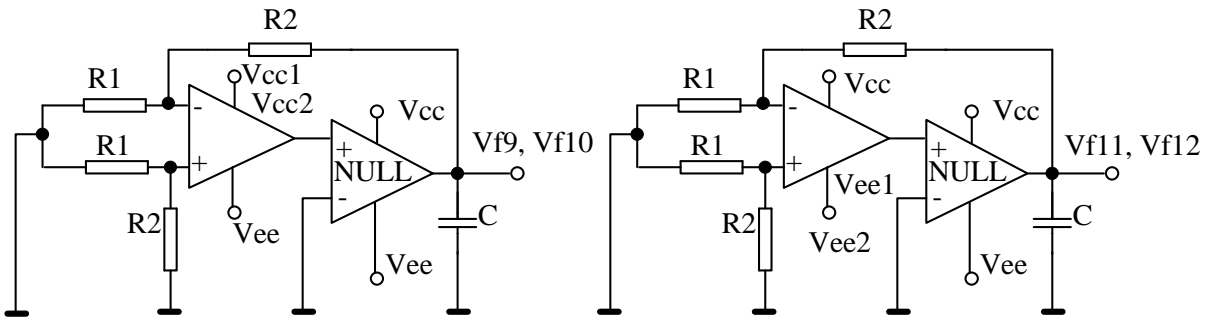 R2
R1
Vcc1
Vcc2
-
Vcc
R1
+
+
NULL
-
Vf9, Vf10
R2
Vee
Vee
C
R2
R1
Vcc
-
Vcc
R1
+
+
NULL
-
Vf11, Vf12
R2
Vee1
Vee2
Vee
C